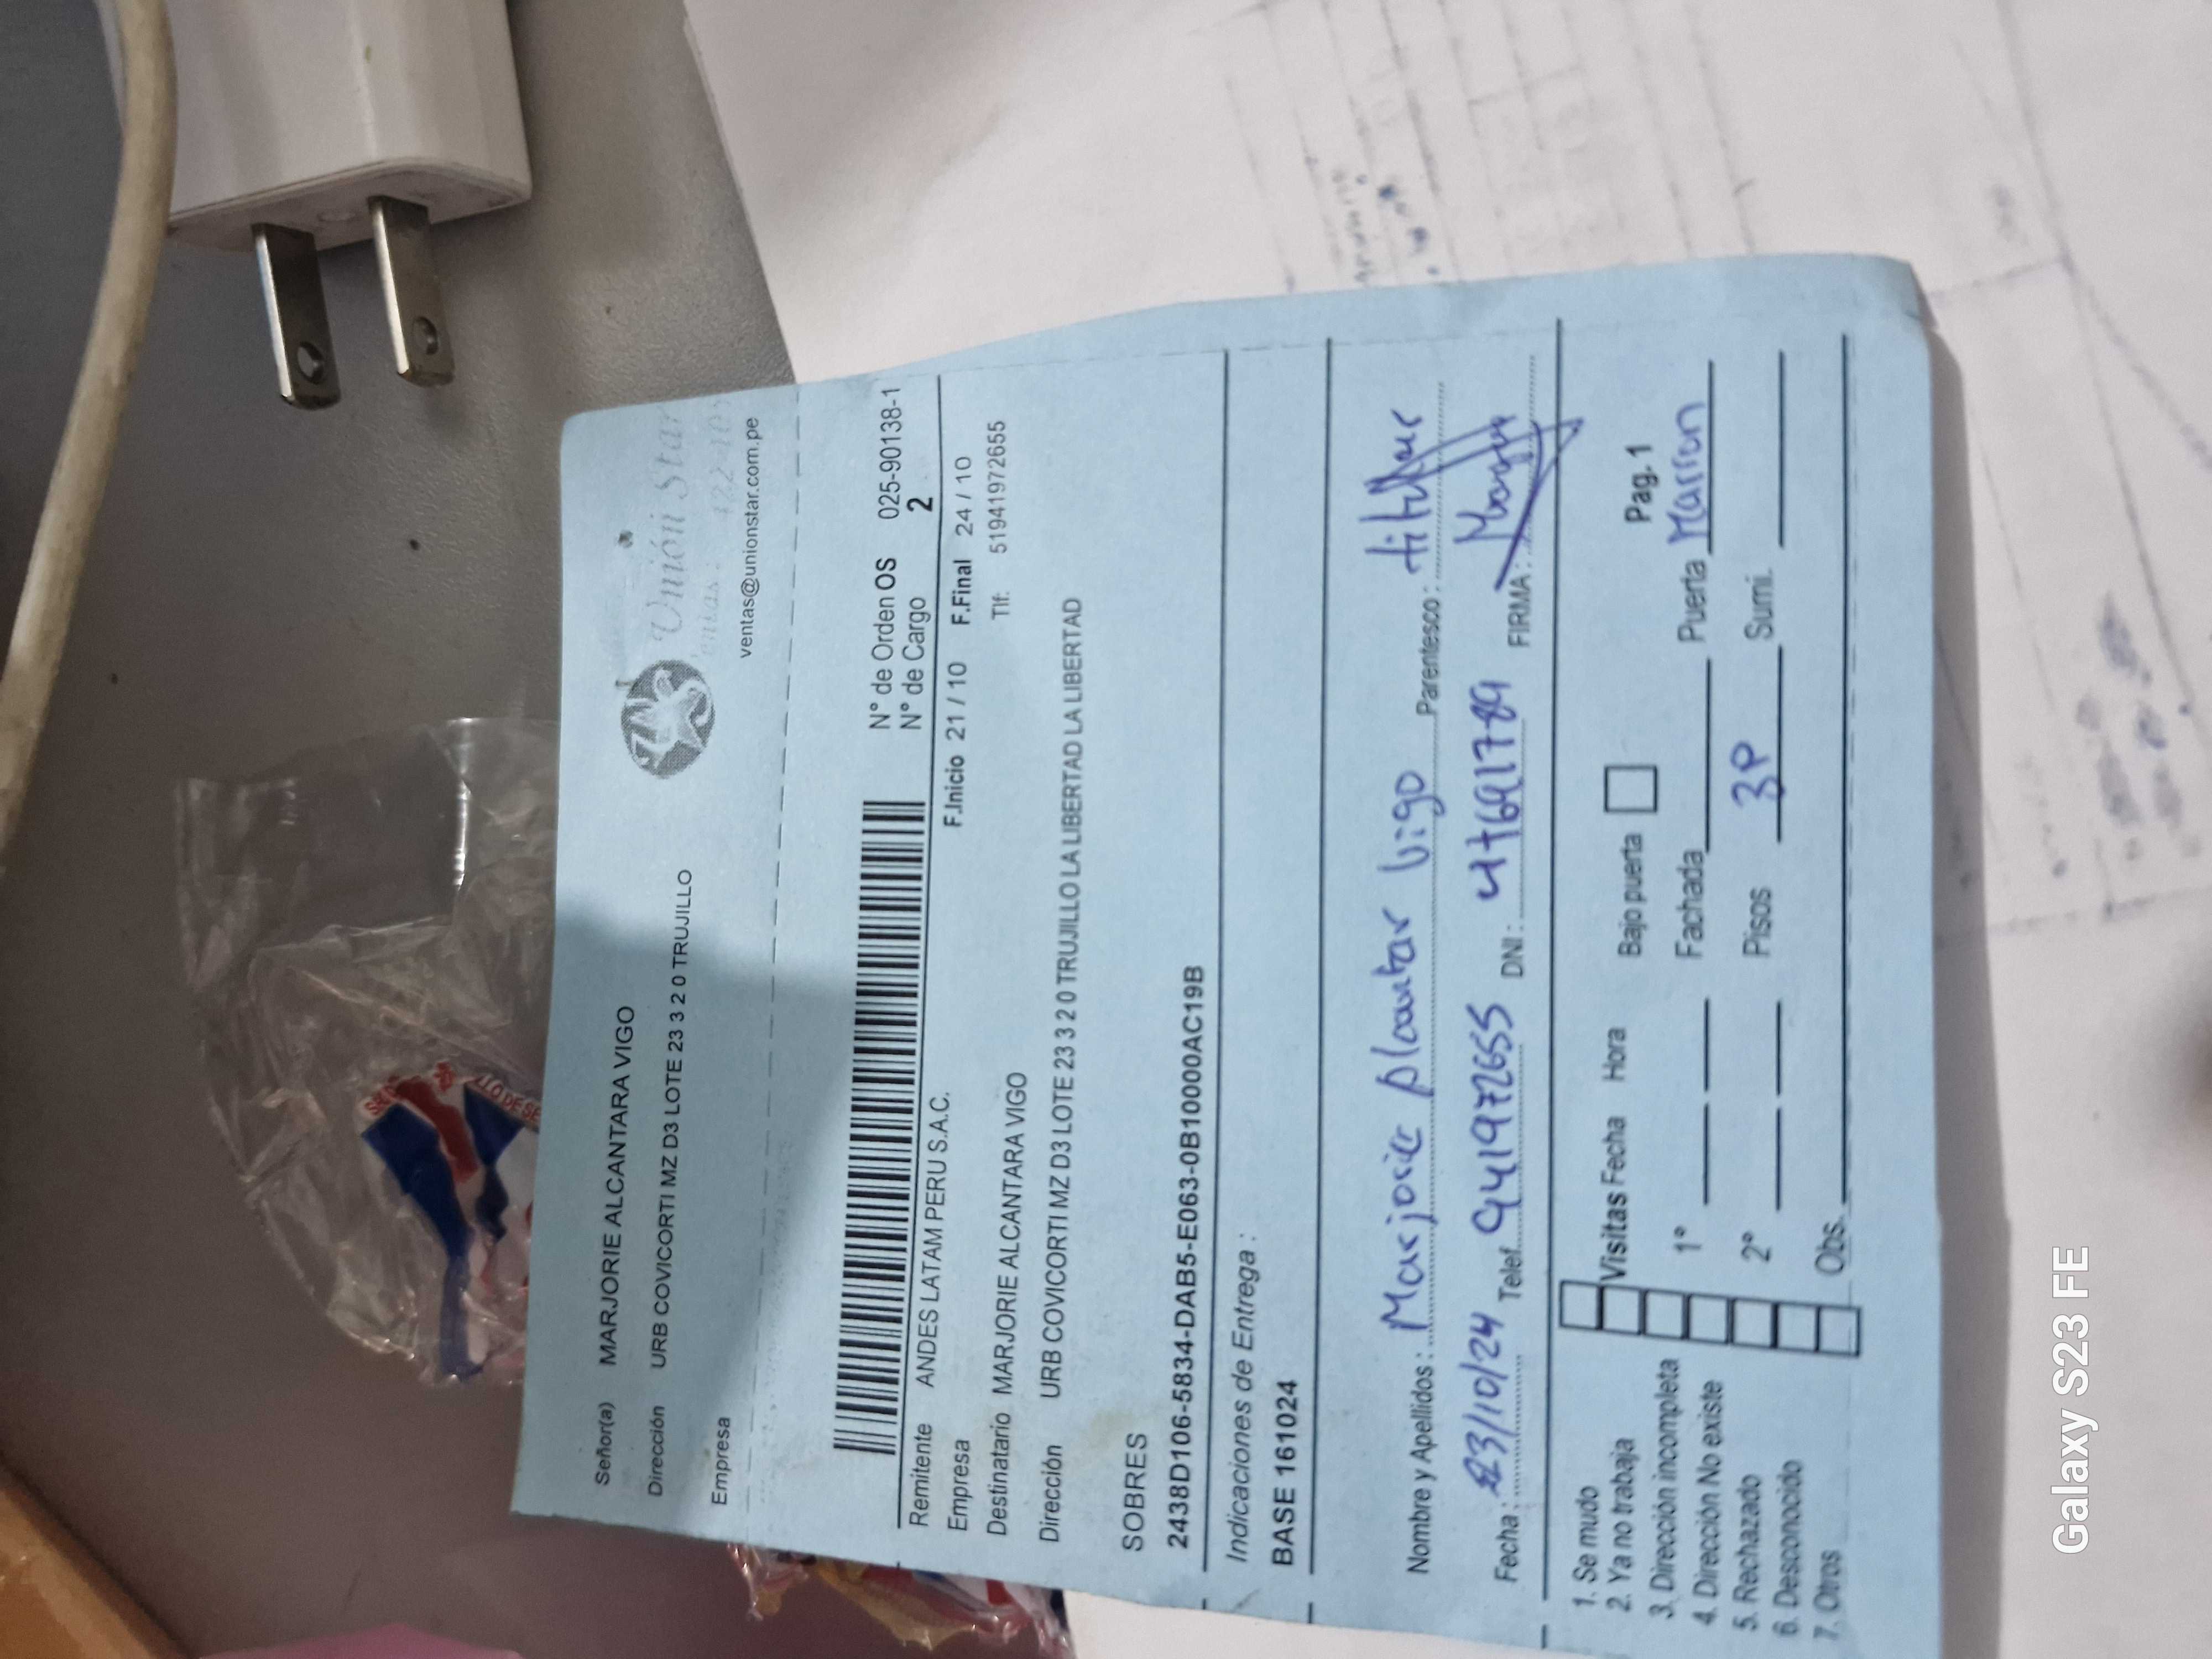 Señor(a) MARJORIE ALCANTARA VIGO
Dirección URB COVICORTI MZ D3 LOTE 23 3 2 0 TRUJILLO
Empresa
Unión Star
ventas@unionstar.com.pe
N° de Orden OS 025-90138-1
N° de Cargo 2
Remitente ANDES LATAM PERU S.A.C.
F.Inicio 21 / 10 F.Final 24 / 10
Empresa
Destinatario MARJORIE ALCANTARA VIGO Tlf: 51941972655
Dirección URB COVICORTI MZ D3 LOTE 23 3 2 0 TRUJILLO LA LIBERTAD LA LIBERTAD
SOBRES
2438D106-5834-DAB5-E063-0B10000AC19B
Indicaciones de Entrega :
BASE 161024
Nombre y Apellidos : Marjorie Vigo Parentesco : titular
Fecha : 23/10/24 Telef. 941972655 DNI : FIRMA :
1. Se mudo
2. Ya no trabaja
3. Dirección incompleta
4. Dirección No existe
5. Rechazado
6. Desconocido
7. Otros
Visitas Fecha Hora Bajo puerta Pag. 1
1° Fachada Puerta Marron
2° Pisos 3P Sumi.
Obs.
Galaxy S23 FE